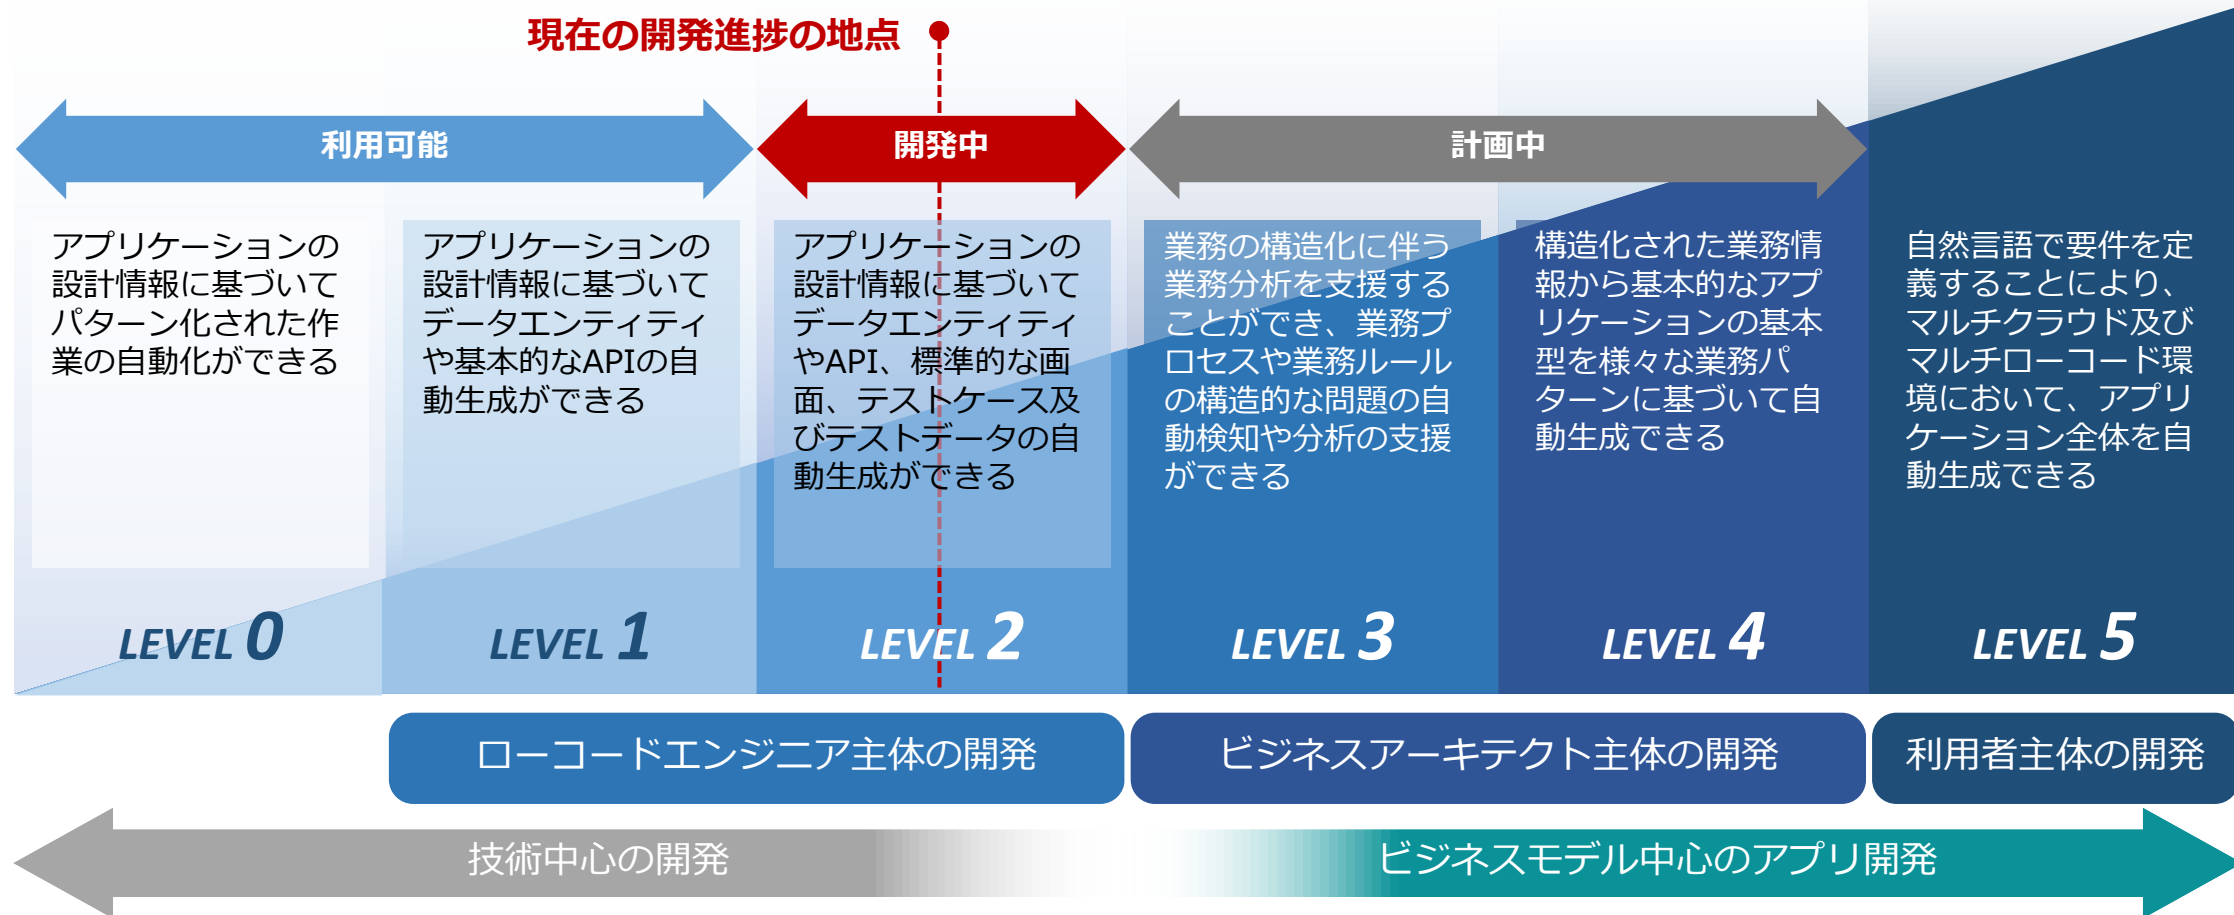 現在の開発進捗の地点
利用可能
開発中
計画中
アプリケーションの
設計情報に基づいて
パターン化された作
業の自動化ができる
アプリケーションの
設計情報に基づいて
データエンティティ
や基本的なAPIの自
動生成ができる
アプリケーションの
設計情報に基づいて
データエンティティ
やAPI、標準的な画
面、テストケース及
びテストデータの自
動生成ができる
業務の構造化に伴う
業務分析を支援する
ことができ、業務プ
ロセスや業務ルール
の構造的な問題の自
動検知や分析の支援
ができる
構造化された業務情
報から基本的なアプ
リケーションの基本
型を様々な業務パ
ターンに基づいて自
動生成できる
自然言語で要件を定
義することにより、
マルチクラウド及び
マルチローコード環
境において、アプリ
ケーション全体を自
動生成できる
LEVEL 0
LEVEL 1
LEVEL 2
LEVEL 3
LEVEL 4
LEVEL 5
ローコードエンジニア主体の開発
ビジネスアーキテクト主体の開発
利用者主体の開発
技術中心の開発
ビジネスモデル中心のアプリ開発